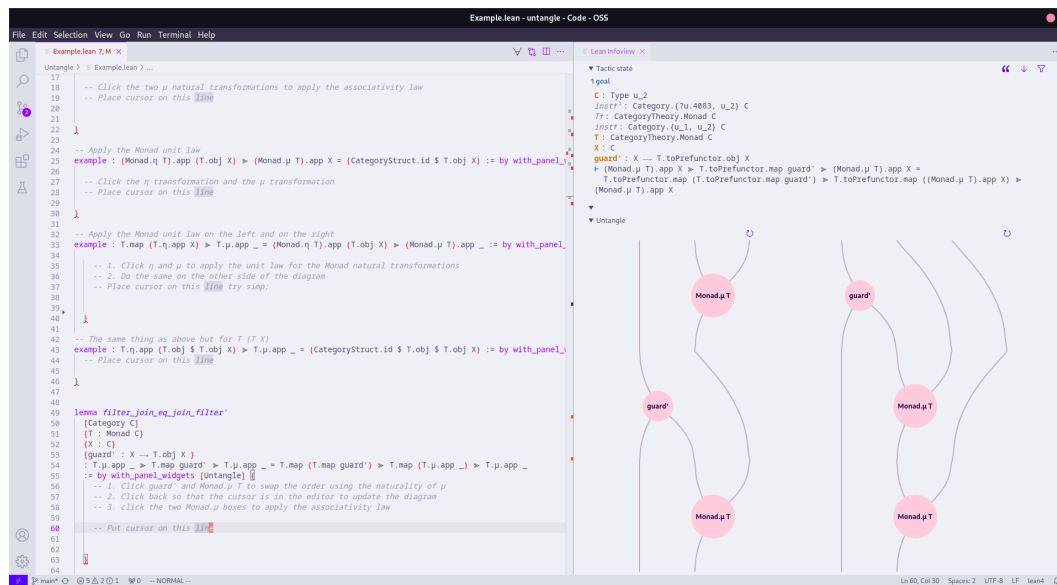 Example.lean - untangle - Code - OSS
File Edit Selection View Go Run Terminal Help
Example.lean 7, M ×
Untangle > Example.lean > ...
17
18 -- Click the two μ natural transformations to apply the associativity law
19 -- Place cursor on this line
20
21
22 }
23
24 -- Apply the Monad unit law
25 example : (Monad.η T).app (T.obj X) ≫ (Monad.μ T).app X = (CategoryStruct.id $ T.obj X) := by with_panel_
26
27 -- Click the η transformation and the μ transformation
28 -- Place cursor on this line
29
30 }
31
32 -- Apply the Monad unit law on the left and on the right
33 example : T.map (T.η.app X) ≫ T.μ.app _ = (Monad.η T).app (T.obj X) ≫ (Monad.μ T).app _ := by with_panel_
34
35 -- 1. Click η and μ to apply the unit law for the Monad natural transformations
36 -- 2. Do the same on the other side of the diagram
37 -- Place cursor on this line try simp;
38
39
40 }
41
42 -- The same thing as above but for T (T X)
43 example : T.η.app (T.obj $ T.obj X) ≫ T.μ.app _ = (CategoryStruct.id $ T.obj $ T.obj X) := by with_panel_
44 -- Place cursor on this line
45
46 }
47
48
49 lemma filter_join_eq_join_filter'
50 [Category C]
51 {T : Monad C}
52 {X : C}
53 {guard' : X ⟶ T.obj X }
54 : T.μ.app _ ≫ T.map guard' ≫ T.μ.app _ = T.map (T.map guard') ≫ T.map (T.μ.app _) ≫ T.μ.app _
55 := by with_panel_widgets [Untangle] {
56 -- 1. Click guard' and Monad.μ T to swap the order using the naturality of μ
57 -- 2. Click back so that the cursor is in the editor to update the diagram
58 -- 3. click the two Monad.μ boxes to apply the associativity law
59
60 -- Put cursor on this line
61
62
63 }
64
Lean Infoview ×
▼ Tactic state
1 goal
C : Type u_2
inst✝¹ : Category.{?u.4083, u_2} C
T✝ : CategoryTheory.Monad C
inst✝ : Category.{u_1, u_2} C
T : CategoryTheory.Monad C
X : C
guard' : X ⟶ T.toPrefunctor.obj X
⊢ (Monad.μ T).app X ≫ T.toPrefunctor.map guard' ≫ (Monad.μ T).app X =
T.toPrefunctor.map (T.toPrefunctor.map guard') ≫ T.toPrefunctor.map ((Monad.μ T).app X) ≫
(Monad.μ T).app X
▼
▼ Untangle
Monad.μ T
guard'
guard'
Monad.μ T
Monad.μ T
Monad.μ T
2
main* 5 2 1 0 -- NORMAL --
Ln 60, Col 30 Spaces: 2 UTF-8 LF lean4